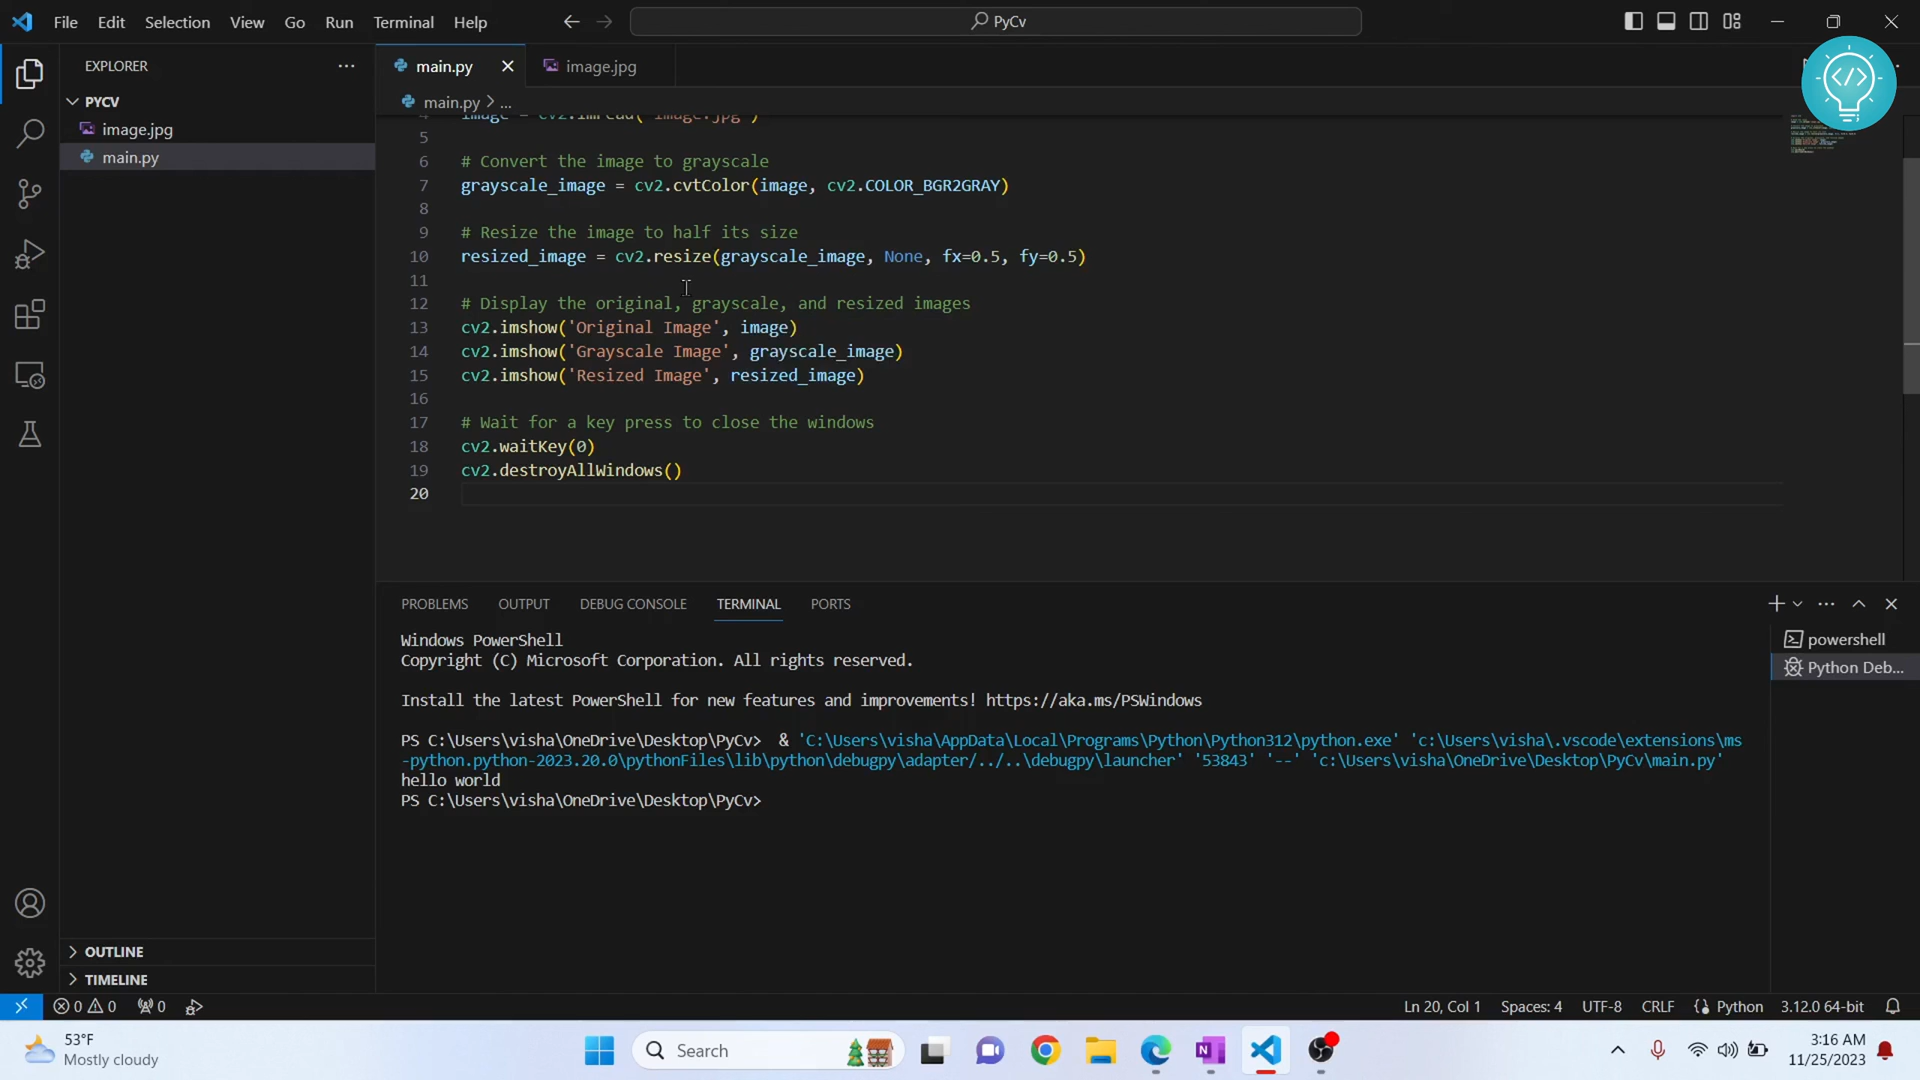 File Edit Selection View Go Run Terminal Help
PyCv
EXPLORER
main.py
image.jpg
PYCV
main.py > ...
image.jpg
main.py
4 image = cv2.imread('image.jpg')
5
6 # Convert the image to grayscale
7 grayscale_image = cv2.cvtColor(image, cv2.COLOR_BGR2GRAY)
8
9 # Resize the image to half its size
10 resized_image = cv2.resize(grayscale_image, None, fx=0.5, fy=0.5)
11
12 # Display the original, grayscale, and resized images
13 cv2.imshow('Original Image', image)
14 cv2.imshow('Grayscale Image', grayscale_image)
15 cv2.imshow('Resized Image', resized_image)
16
17 # Wait for a key press to close the windows
18 cv2.waitKey(0)
19 cv2.destroyAllWindows()
20
PROBLEMS OUTPUT DEBUG CONSOLE TERMINAL PORTS
Windows PowerShell
Copyright (C) Microsoft Corporation. All rights reserved.
Install the latest PowerShell for new features and improvements! https://aka.ms/PSWindows
PS C:\Users\visha\OneDrive\Desktop\PyCv> & 'C:\Users\visha\AppData\Local\Programs\Python\Python312\python.exe' 'c:\Users\visha\.vscode\extensions\ms
-python.python-2023.20.0\pythonFiles\lib\python\debugpy\adapter/../..\debugpy\launcher' '53843' '--' 'c:\Users\visha\OneDrive\Desktop\PyCv\main.py'
hello world
PS C:\Users\visha\OneDrive\Desktop\PyCv>
powershell
Python Deb...
OUTLINE
TIMELINE
0 0 0
Ln 20, Col 1 Spaces: 4 UTF-8 CRLF Python 3.12.0 64-bit
53°F
Mostly cloudy
Search
3:16 AM
11/25/2023